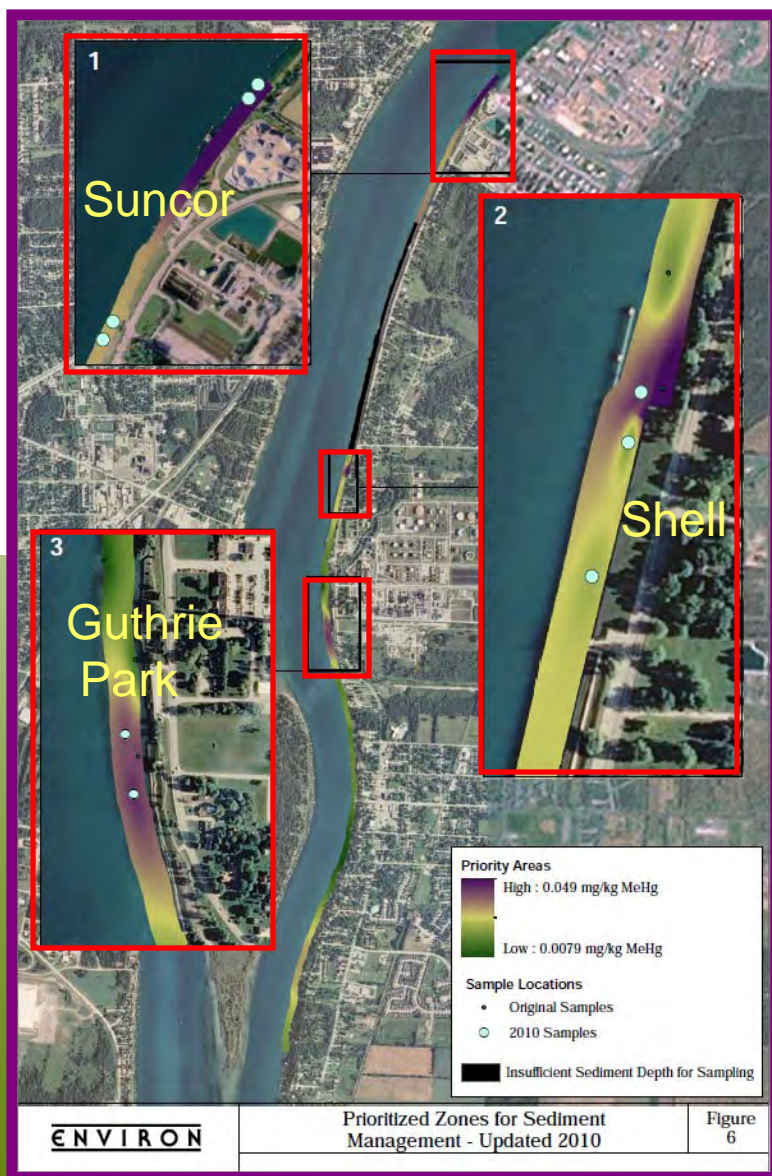 1
Suncor
2
Shell
3
Guthrie
Park
Priority Areas
High : 0.049 mg/kg MeHg
Low : 0.0079 mg/kg MeHg
Sample Locations
Original Samples
2010 Samples
Insufficient Sediment Depth for Sampling
ENVIRON
Prioritized Zones for Sediment
Management - Updated 2010
Figure
6